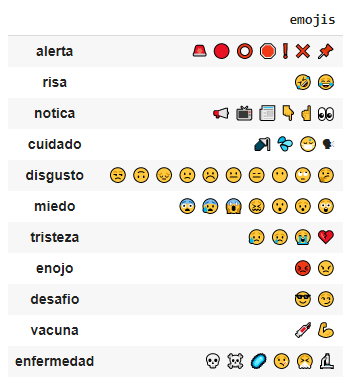 emojis
alerta
risa
notica
cuidado
disgusto
miedo
tristeza
enojo
desafio
vacuna
enfermedad